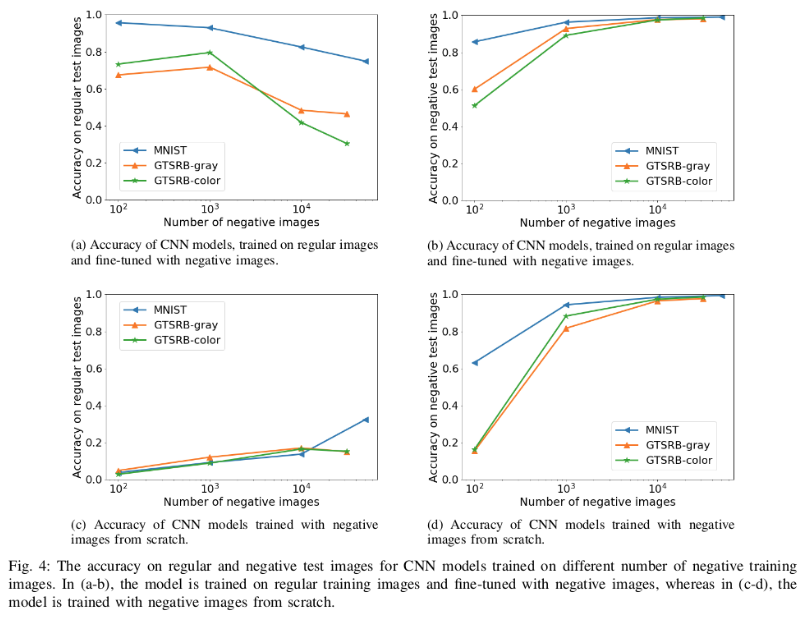 1.0
0.8
0.6
0.4
0.2
0.0
Accuracy on regular test images
MNIST
GTSRB-gray
GTSRB-color
10² 10³ 10⁴
Number of negative images
(a) Accuracy of CNN models, trained on regular images
and fine-tuned with negative images.
1.0
0.8
0.6
0.4
0.2
0.0
Accuracy on negative test images
MNIST
GTSRB-gray
GTSRB-color
10² 10³ 10⁴
Number of negative images
(b) Accuracy of CNN models, trained on regular images
and fine-tuned with negative images.
1.0
0.8
0.6
0.4
0.2
0.0
Accuracy on regular test images
MNIST
GTSRB-gray
GTSRB-color
10² 10³ 10⁴
Number of negative images
(c) Accuracy of CNN models trained with negative
images from scratch.
1.0
0.8
0.6
0.4
0.2
0.0
Accuracy on negative test images
MNIST
GTSRB-gray
GTSRB-color
10² 10³ 10⁴
Number of negative images
(d) Accuracy of CNN models trained with negative
images from scratch.
Fig. 4: The accuracy on regular and negative test images for CNN models trained on different number of negative training
images. In (a-b), the model is trained on regular training images and fine-tuned with negative images, whereas in (c-d), the
model is trained with negative images from scratch.